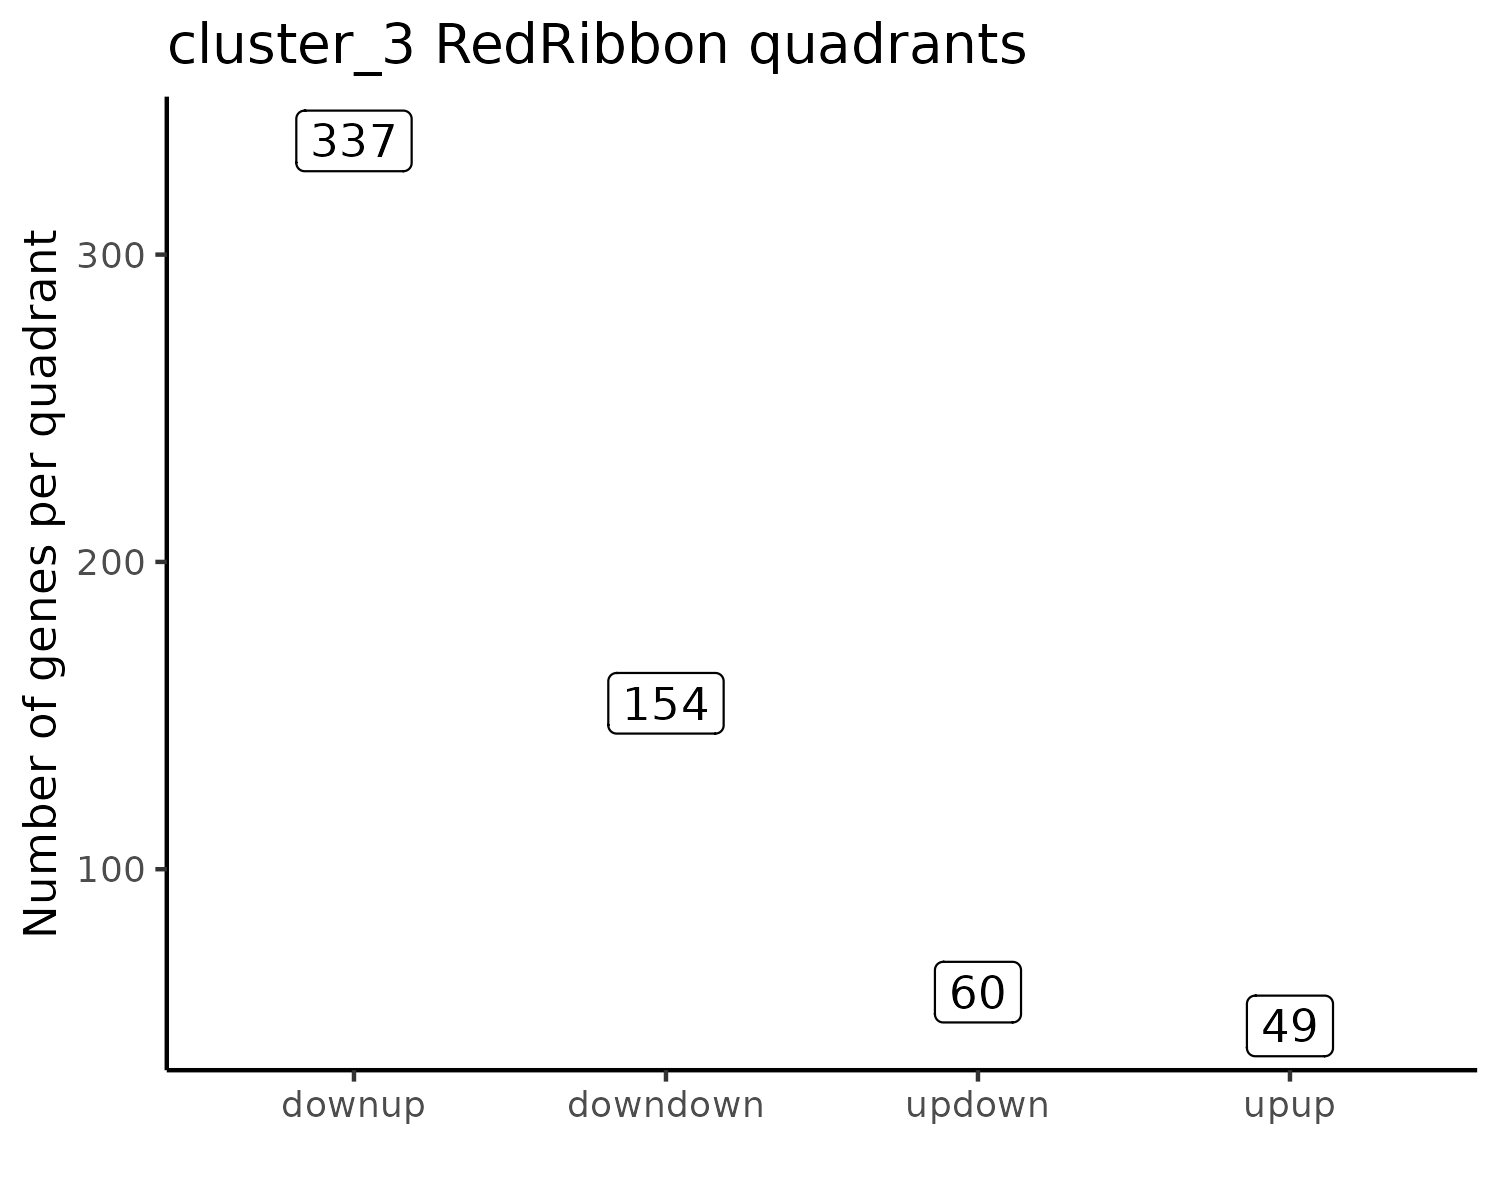 cluster_3 RedRibbon quadrants
Number of genes per quadrant
300
200
100
337
154
60
49
downup
downdown
updown
upup